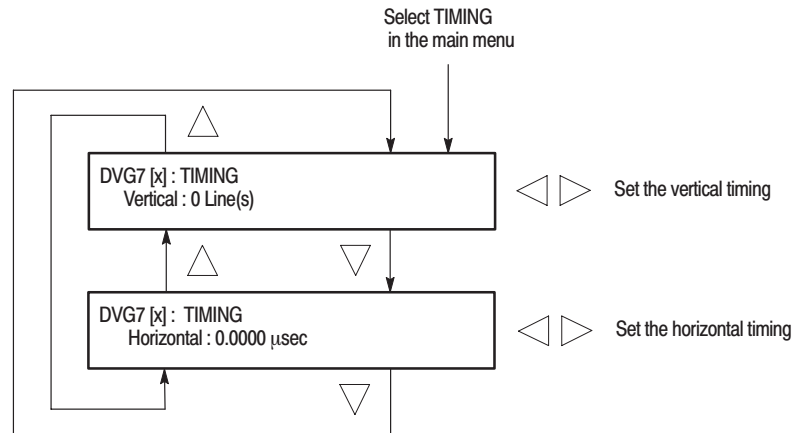 Select TIMING
in the main menu
DVG7 [x] : TIMING
Vertical : 0 Line(s)
Set the vertical timing
DVG7 [x] : TIMING
Horizontal : 0.0000 μsec
Set the horizontal timing